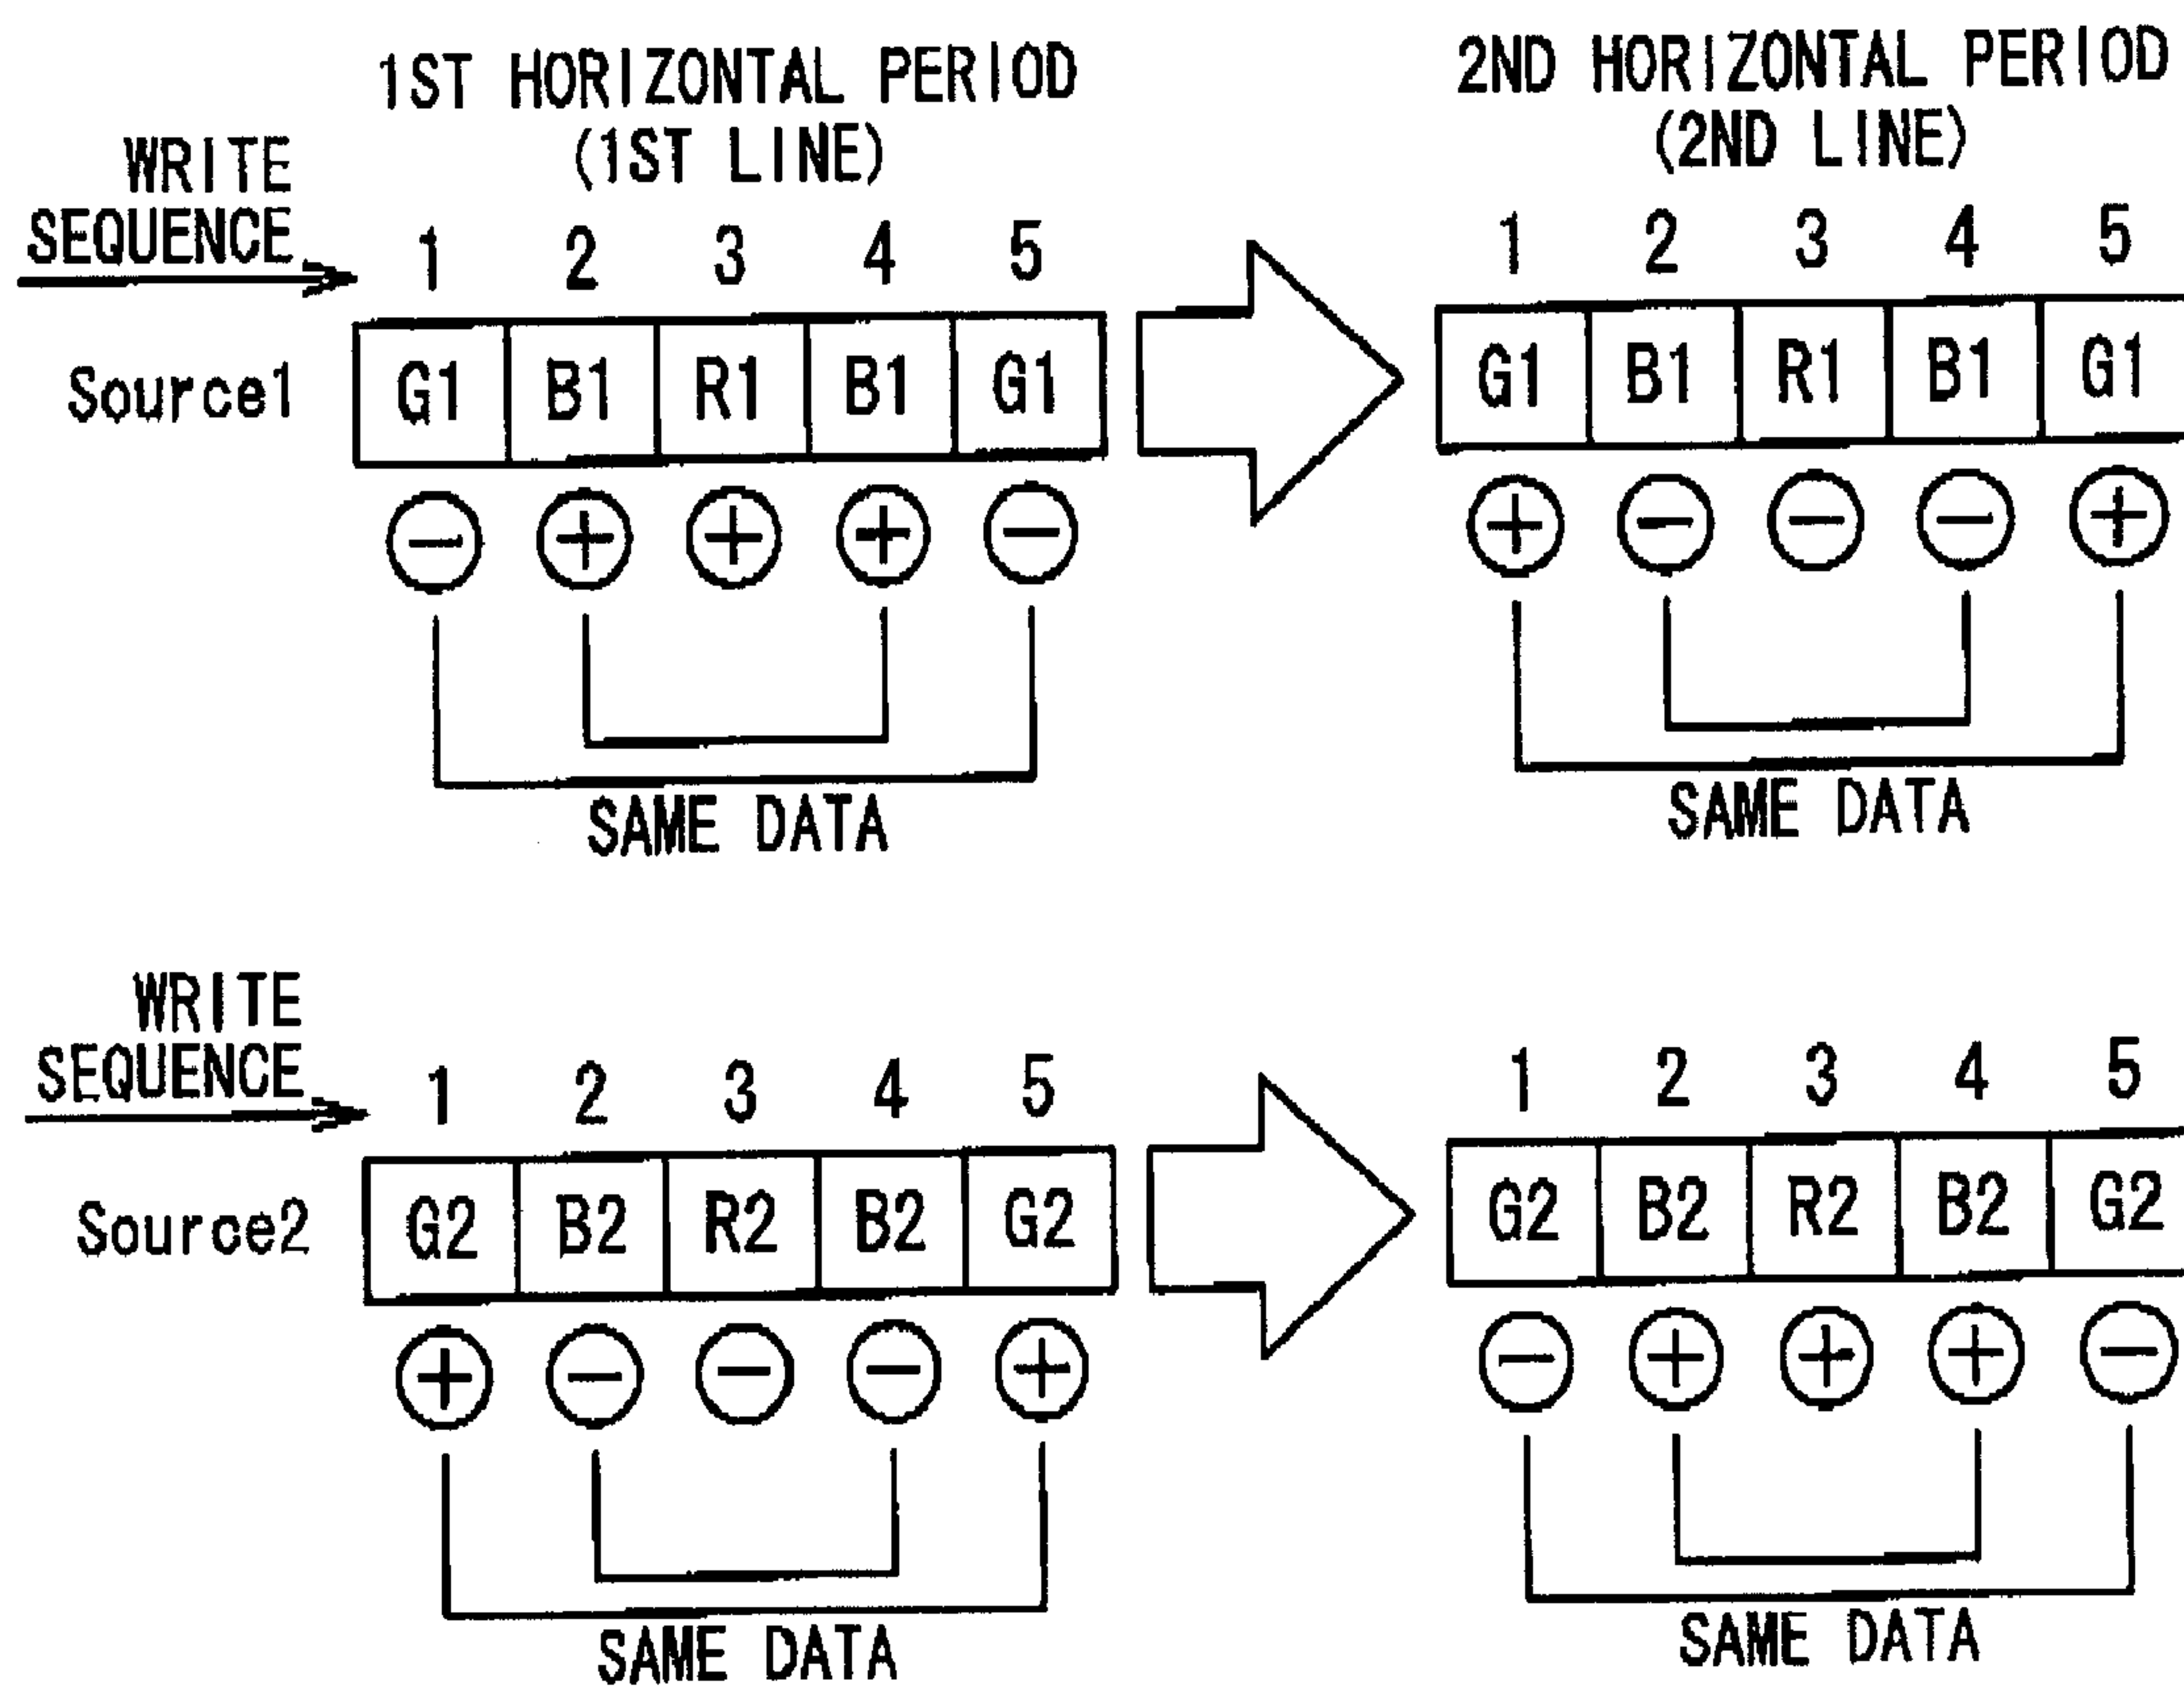 1ST HORIZONTAL PERIOD
(1ST LINE)
2ND HORIZONTAL PERIOD
(2ND LINE)
WRITE
SEQUENCE
1 2 3 4 5
1 2 3 4 5
Source1
G1 B1 R1 B1 G1
G1 B1 R1 B1 G1
− + + + −
+ − − − +
SAME DATA
SAME DATA
WRITE
SEQUENCE
1 2 3 4 5
1 2 3 4 5
Source2
G2 B2 R2 B2 G2
G2 B2 R2 B2 G2
+ − − − +
− + + + −
SAME DATA
SAME DATA